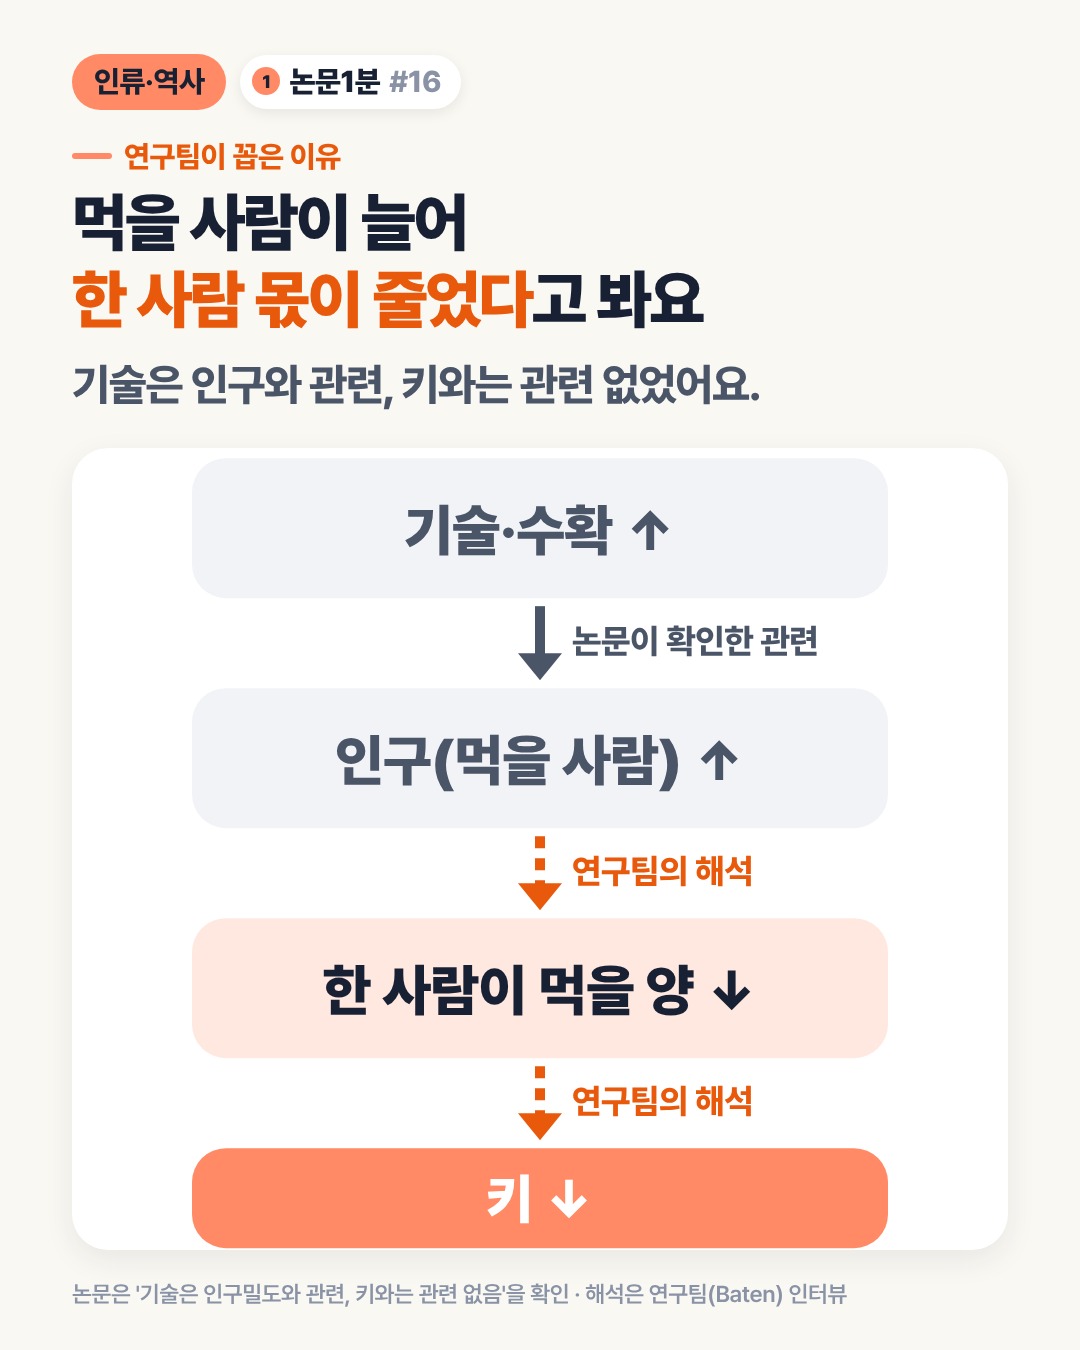 인류·역사
1 논문1분 #16
연구팀이 꼽은 이유
먹을 사람이 늘어
한 사람 몫이 줄었다고 봐요
기술은 인구와 관련, 키와는 관련 없었어요.
기술·수확 ↑
논문이 확인한 관련
인구(먹을 사람) ↑
연구팀의 해석
한 사람이 먹을 양 ↓
연구팀의 해석
키 ↓
논문은 '기술은 인구밀도와 관련, 키와는 관련 없음'을 확인 · 해석은 연구팀(Baten) 인터뷰